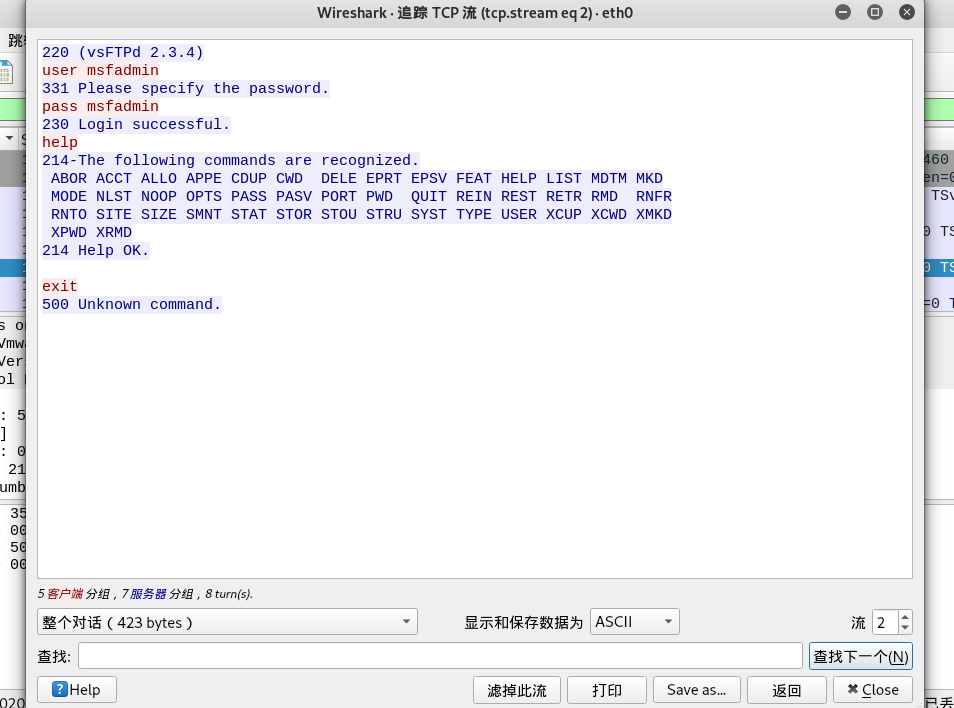 Wireshark · 追踪 TCP 流 (tcp.stream eq 2) · eth0
220 (vsFTPd 2.3.4)
user msfadmin
331 Please specify the password.
pass msfadmin
230 Login successful.
help
214-The following commands are recognized.
ABOR ACCT ALLO APPE CDUP CWD  DELE EPRT EPSV FEAT HELP LIST MDTM MKD
MODE NLST NOOP OPTS PASS PASV PORT PWD  QUIT REIN REST RETR RMD  RNFR
RNTO SITE SIZE SMNT STAT STOR STOU STRU SYST TYPE USER XCUP XCWD XMKD
XPWD XRMD
214 Help OK.
exit
500 Unknown command.
5 客户端 分组，7 服务器 分组，8 turn(s).
整个对话（423 bytes）
显示和保存数据为 ASCII
流 2
查找:
查找下一个(N)
Help
滤掉此流
打印
Save as...
返回
Close